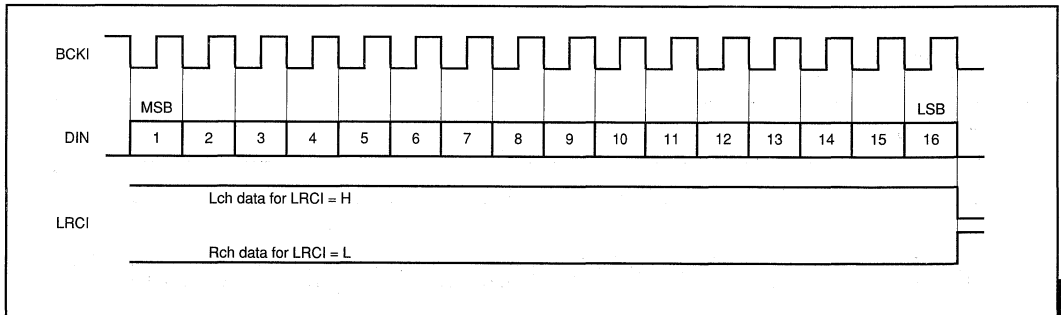 BCKI
MSB LSB
DIN 1 2 3 4 5 6 7 8 9 10 11 12 13 14 15 16
Lch data for LRCI = H
LRCI
Rch data for LRCI = L